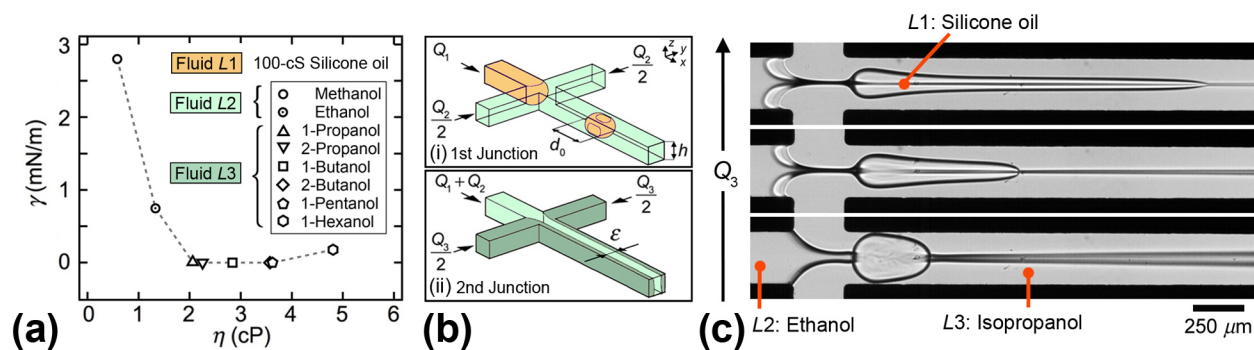 (a)
γ (mN/m)
3
2
1
0
0 1 2 3 4 5 6
η (cP)
Fluid L1 100-cS Silicone oil
Fluid L2
Fluid L3
Methanol
Ethanol
1-Propanol
2-Propanol
1-Butanol
2-Butanol
1-Pentanol
1-Hexanol
(b)
Q1
Q2
2
z y
x
Q2
2
d0
h
(i) 1st Junction
Q1 + Q2
Q3
2
Q3
2
ε
(ii) 2nd Junction
(c)
Q3
L1: Silicone oil
L2: Ethanol
L3: Isopropanol
250 μm